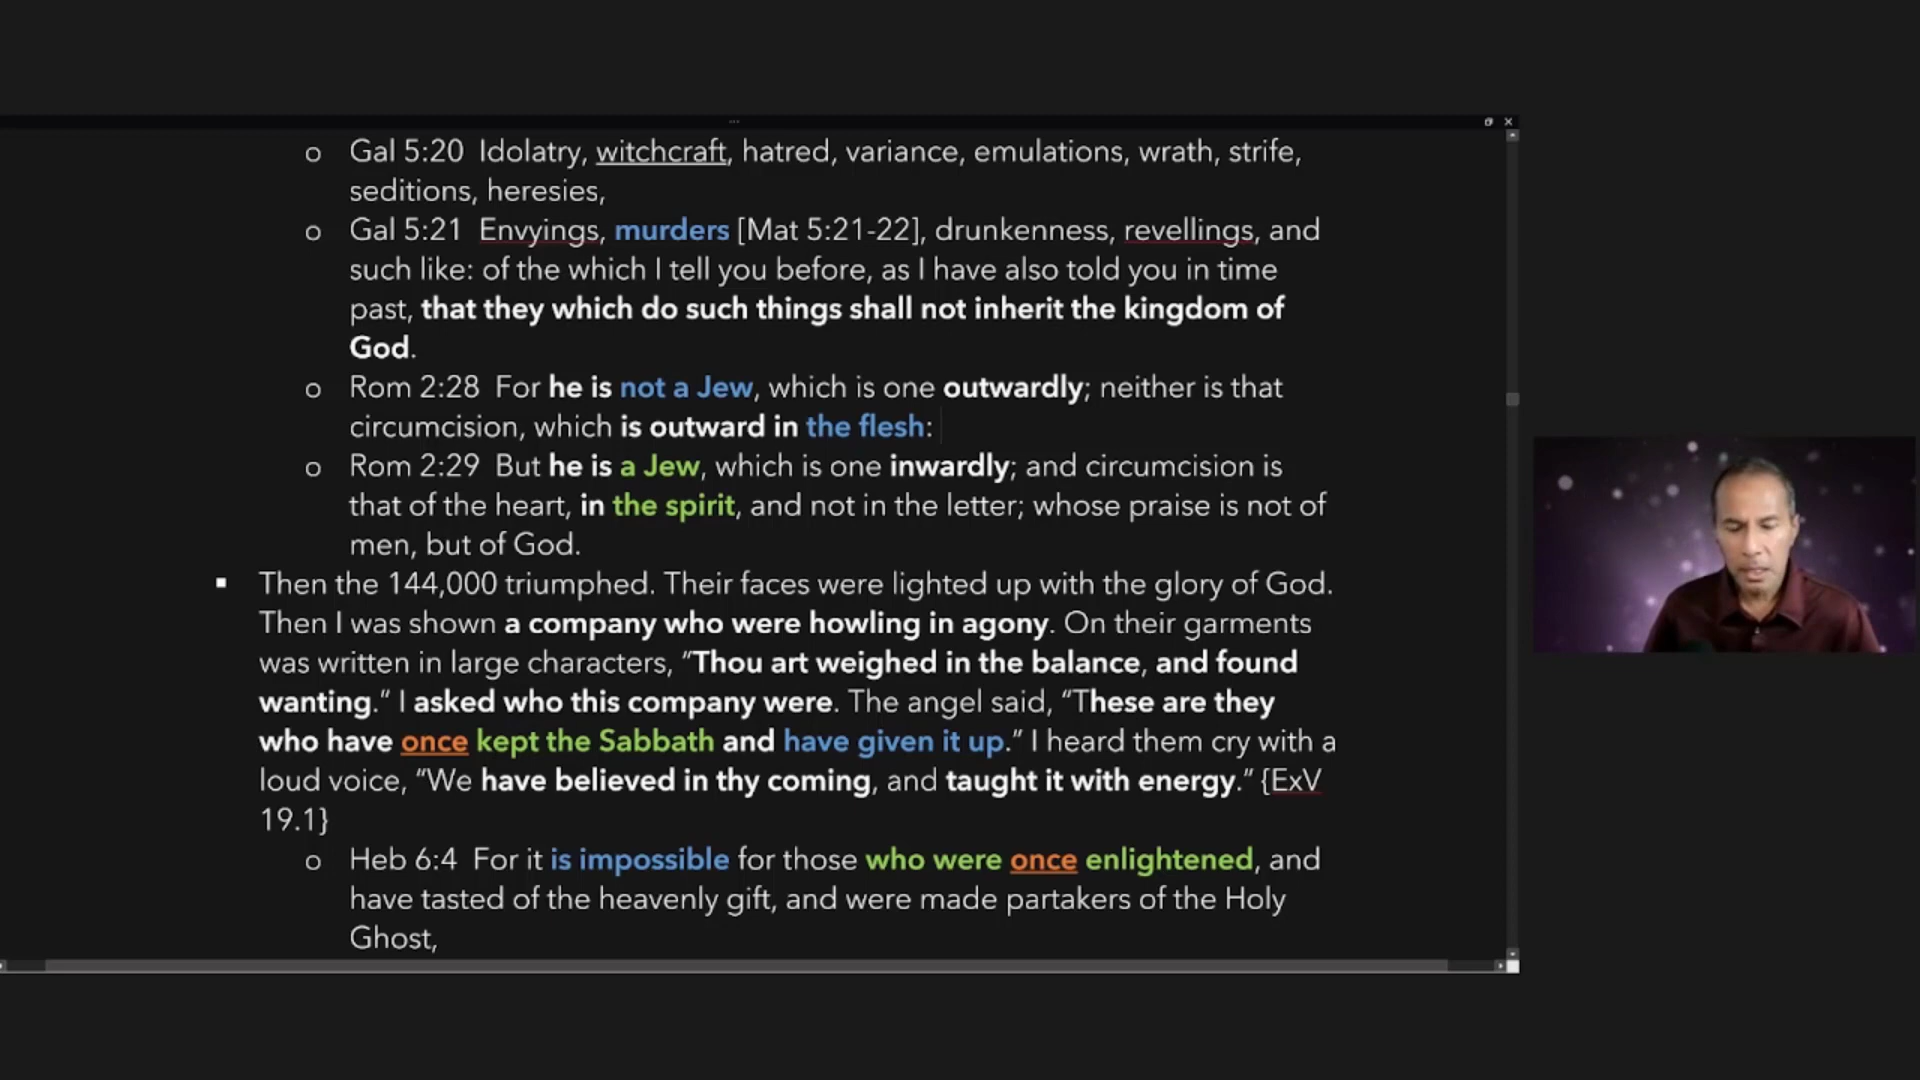 o Gal 5:20 Idolatry, witchcraft, hatred, variance, emulations, wrath, strife,
seditions, heresies,
o Gal 5:21 Envyings, murders [Mat 5:21-22], drunkenness, revellings, and
such like: of the which I tell you before, as I have also told you in time
past, that they which do such things shall not inherit the kingdom of
God.
o Rom 2:28 For he is not a Jew, which is one outwardly; neither is that
circumcision, which is outward in the flesh:
o Rom 2:29 But he is a Jew, which is one inwardly; and circumcision is
that of the heart, in the spirit, and not in the letter; whose praise is not of
men, but of God.
▪ Then the 144,000 triumphed. Their faces were lighted up with the glory of God.
Then I was shown a company who were howling in agony. On their garments
was written in large characters, “Thou art weighed in the balance, and found
wanting.” I asked who this company were. The angel said, “These are they
who have once kept the Sabbath and have given it up.” I heard them cry with a
loud voice, “We have believed in thy coming, and taught it with energy.” {ExV
19.1}
o Heb 6:4 For it is impossible for those who were once enlightened, and
have tasted of the heavenly gift, and were made partakers of the Holy
Ghost,